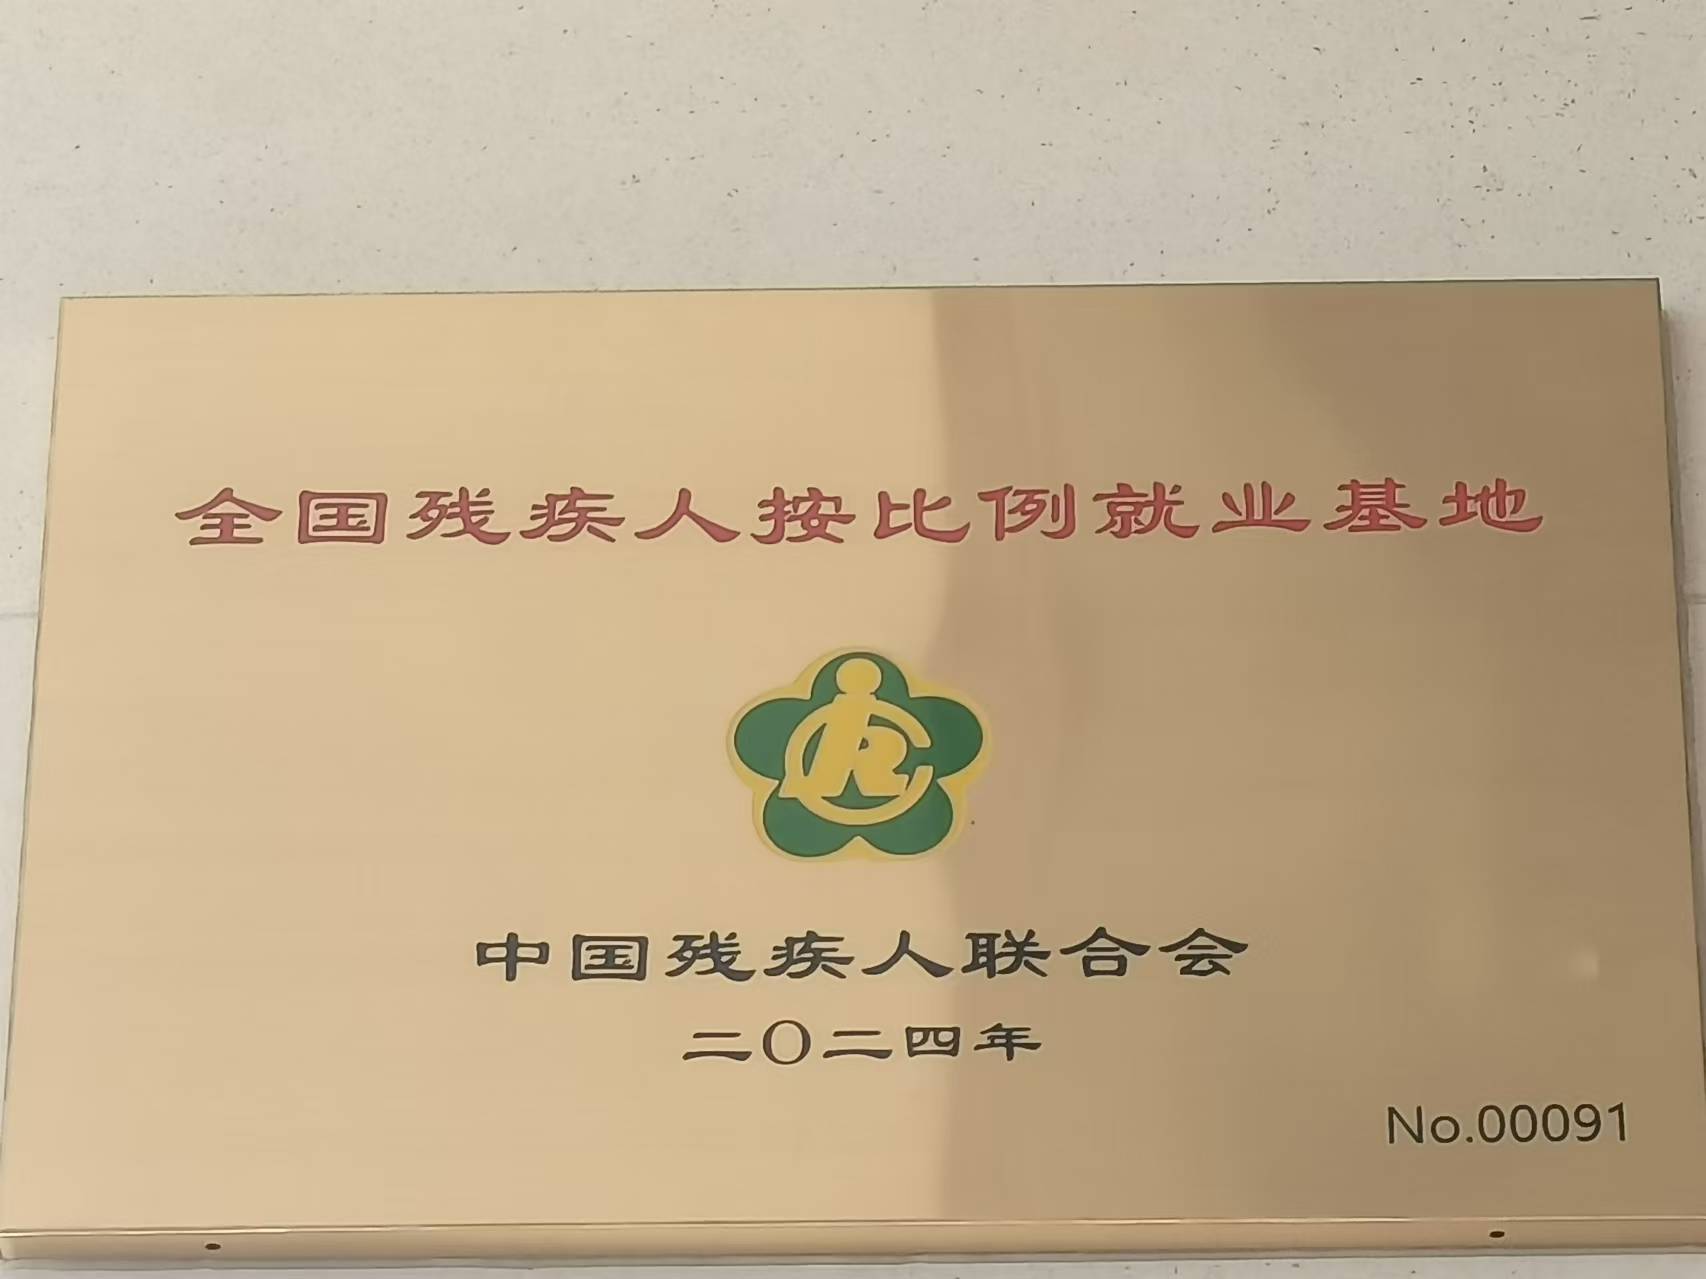 全国残疾人按比例就业基地
中国残疾人联合会
二〇二四年
No.00091